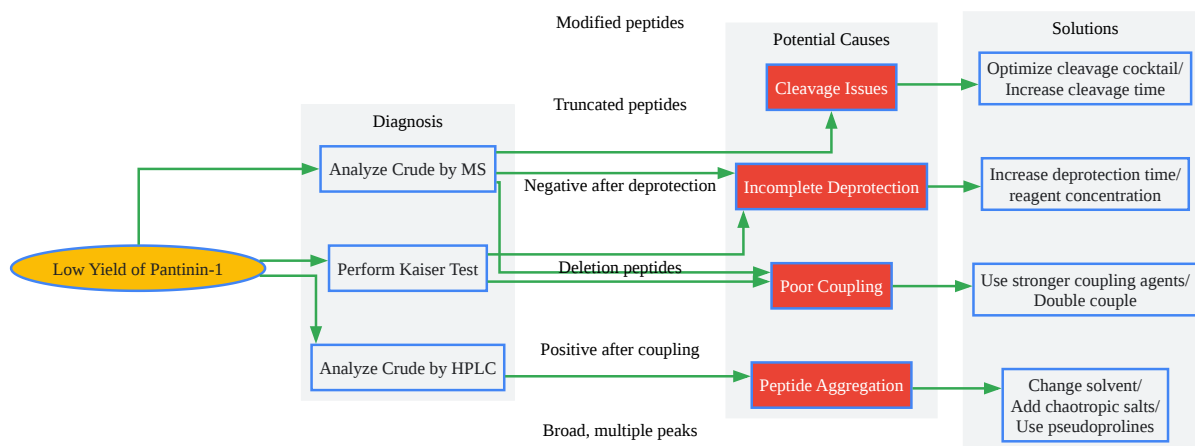 Low Yield of Pantinin-1
Diagnosis
Analyze Crude by MS
Perform Kaiser Test
Analyze Crude by HPLC
Modified peptides
Truncated peptides
Negative after deprotection
Deletion peptides
Positive after coupling
Broad, multiple peaks
Potential Causes
Cleavage Issues
Incomplete Deprotection
Poor Coupling
Peptide Aggregation
Solutions
Optimize cleavage cocktail/
Increase cleavage time
Increase deprotection time/
reagent concentration
Use stronger coupling agents/
Double couple
Change solvent/
Add chaotropic salts/
Use pseudoprolines